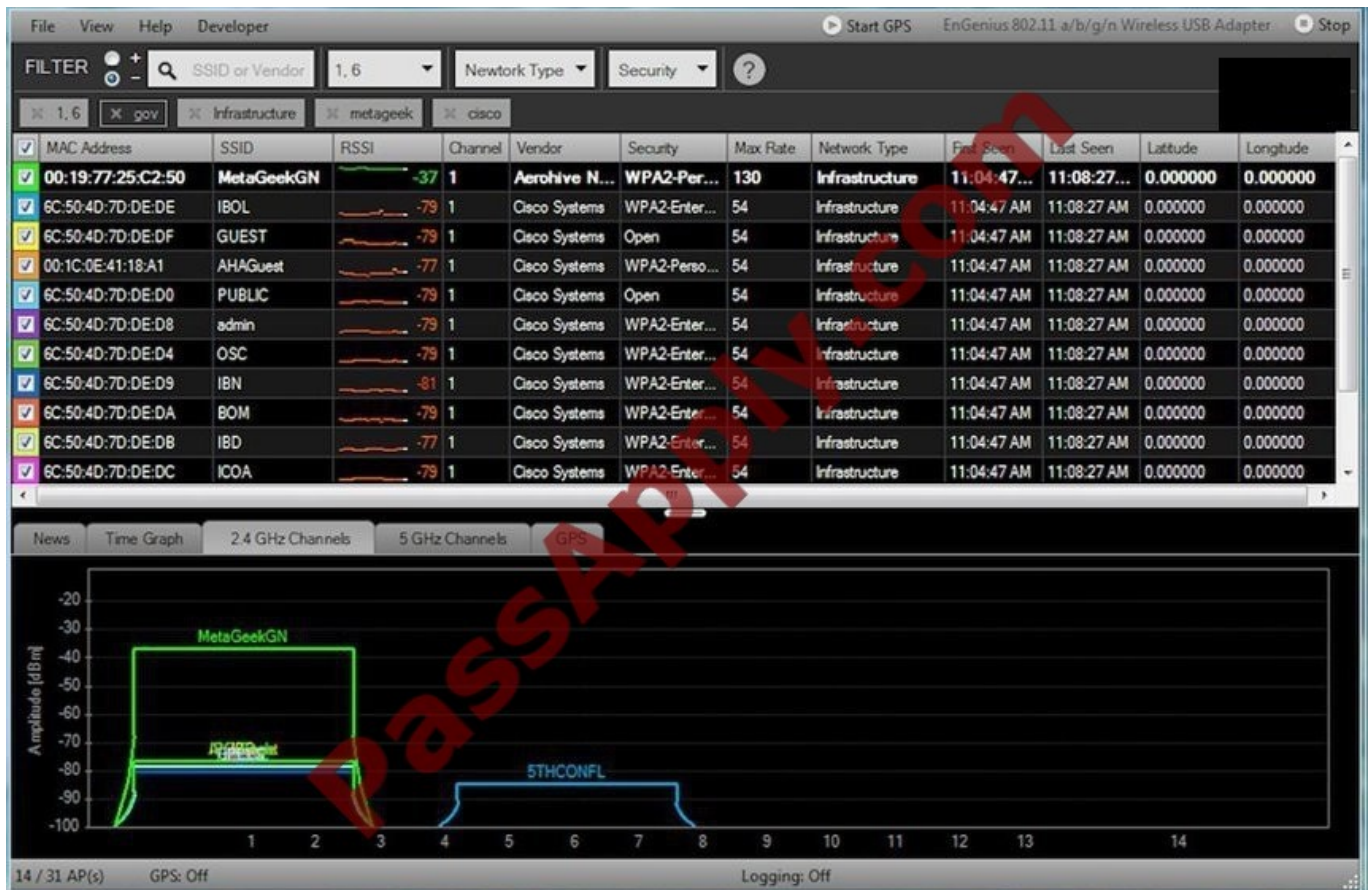 File View Help Developer Start GPS EnGenius 802.11 a/b/g/n Wireless USB Adapter Stop
FILTER + - SSID or Vendor 1, 6 Newtork Type Security ?
1, 6 gov Infrastructure metageek cisco
MAC Address SSID RSSI Channel Vendor Security Max Rate Network Type First Seen Last Seen Latitude Longitude
00:19:77:25:C2:50 MetaGeekGN -37 1 Aerohive N... WPA2-Per... 130 Infrastructure 11:04:47... 11:08:27... 0.000000 0.000000
6C:50:4D:7D:DE:DE IBOL -79 1 Cisco Systems WPA2-Enter... 54 Infrastructure 11:04:47 AM 11:08:27 AM 0.000000 0.000000
6C:50:4D:7D:DE:DF GUEST -79 1 Cisco Systems Open 54 Infrastructure 11:04:47 AM 11:08:27 AM 0.000000 0.000000
00:1C:0E:41:18:A1 AHAGuest -77 1 Cisco Systems WPA2-Perso... 54 Infrastructure 11:04:47 AM 11:08:27 AM 0.000000 0.000000
6C:50:4D:7D:DE:D0 PUBLIC -79 1 Cisco Systems Open 54 Infrastructure 11:04:47 AM 11:08:27 AM 0.000000 0.000000
6C:50:4D:7D:DE:D8 admin -79 1 Cisco Systems WPA2-Enter... 54 Infrastructure 11:04:47 AM 11:08:27 AM 0.000000 0.000000
6C:50:4D:7D:DE:D4 OSC -79 1 Cisco Systems WPA2-Enter... 54 Infrastructure 11:04:47 AM 11:08:27 AM 0.000000 0.000000
6C:50:4D:7D:DE:D9 IBN -81 1 Cisco Systems WPA2-Enter... 54 Infrastructure 11:04:47 AM 11:08:27 AM 0.000000 0.000000
6C:50:4D:7D:DE:DA BOM -79 1 Cisco Systems WPA2-Enter... 54 Infrastructure 11:04:47 AM 11:08:27 AM 0.000000 0.000000
6C:50:4D:7D:DE:DB IBD -77 1 Cisco Systems WPA2-Enter... 54 Infrastructure 11:04:47 AM 11:08:27 AM 0.000000 0.000000
6C:50:4D:7D:DE:DC ICOA -79 1 Cisco Systems WPA2-Enter... 54 Infrastructure 11:04:47 AM 11:08:27 AM 0.000000 0.000000
PassApply.com
News Time Graph 2.4 GHz Channels 5 GHz Channels GPS
Amplitude [dBm]
-20
-30
MetaGeekGN
-40
-50
-60
-70
-80
5THCONFL
-90
-100
1 2 3 4 5 6 7 8 9 10 11 12 13 14
14 / 31 AP(s) GPS: Off Logging: Off